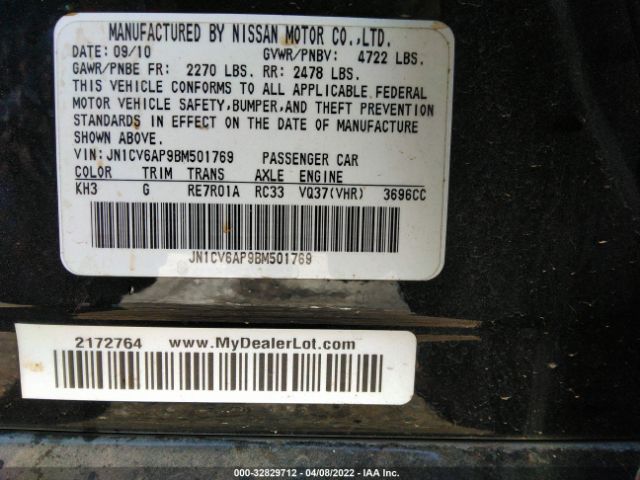 MANUFACTURED BY NISSAN MOTOR CO.,LTD.
DATE: 09/10 GVWR/PNBV: 4722 LBS.
GAWR/PNBE FR: 2270 LBS. RR: 2478 LBS.
THIS VEHICLE CONFORMS TO ALL APPLICABLE FEDERAL
MOTOR VEHICLE SAFETY,BUMPER,AND THEFT PREVENTION
STANDARDS IN EFFECT ON THE DATE OF MANUFACTURE
SHOWN ABOVE.
VIN:JN1CV6AP9BM501769 PASSENGER CAR
COLOR TRIM TRANS AXLE ENGINE
KH3 G RE7R01A RC33 VQ37(VHR) 3696CC
JN1CV6AP9BM501769
2172764 www.MyDealerLot.com
000-32829712 - 04/08/2022 - IAA Inc.